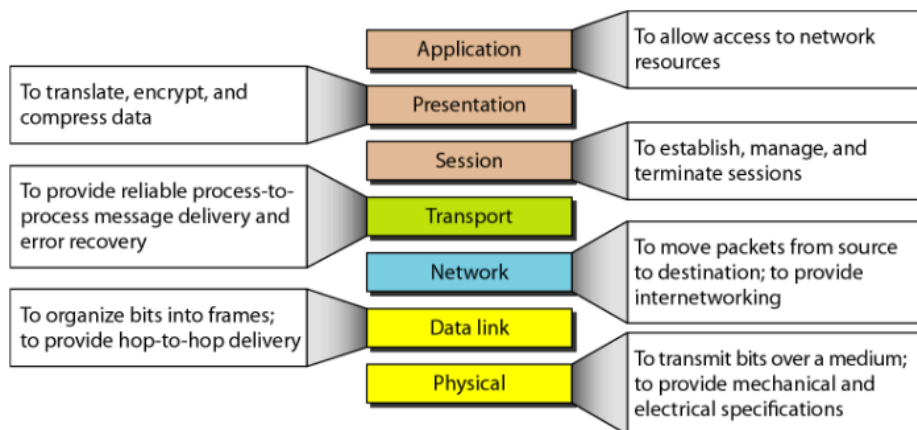 Application
To allow access to network
resources
To translate, encrypt, and
compress data
Presentation
Session
To establish, manage, and
terminate sessions
To provide reliable process-to-
process message delivery and
error recovery
Transport
Network
To move packets from source
to destination; to provide
internetworking
To organize bits into frames;
to provide hop-to-hop delivery
Data link
Physical
To transmit bits over a medium;
to provide mechanical and
electrical specifications